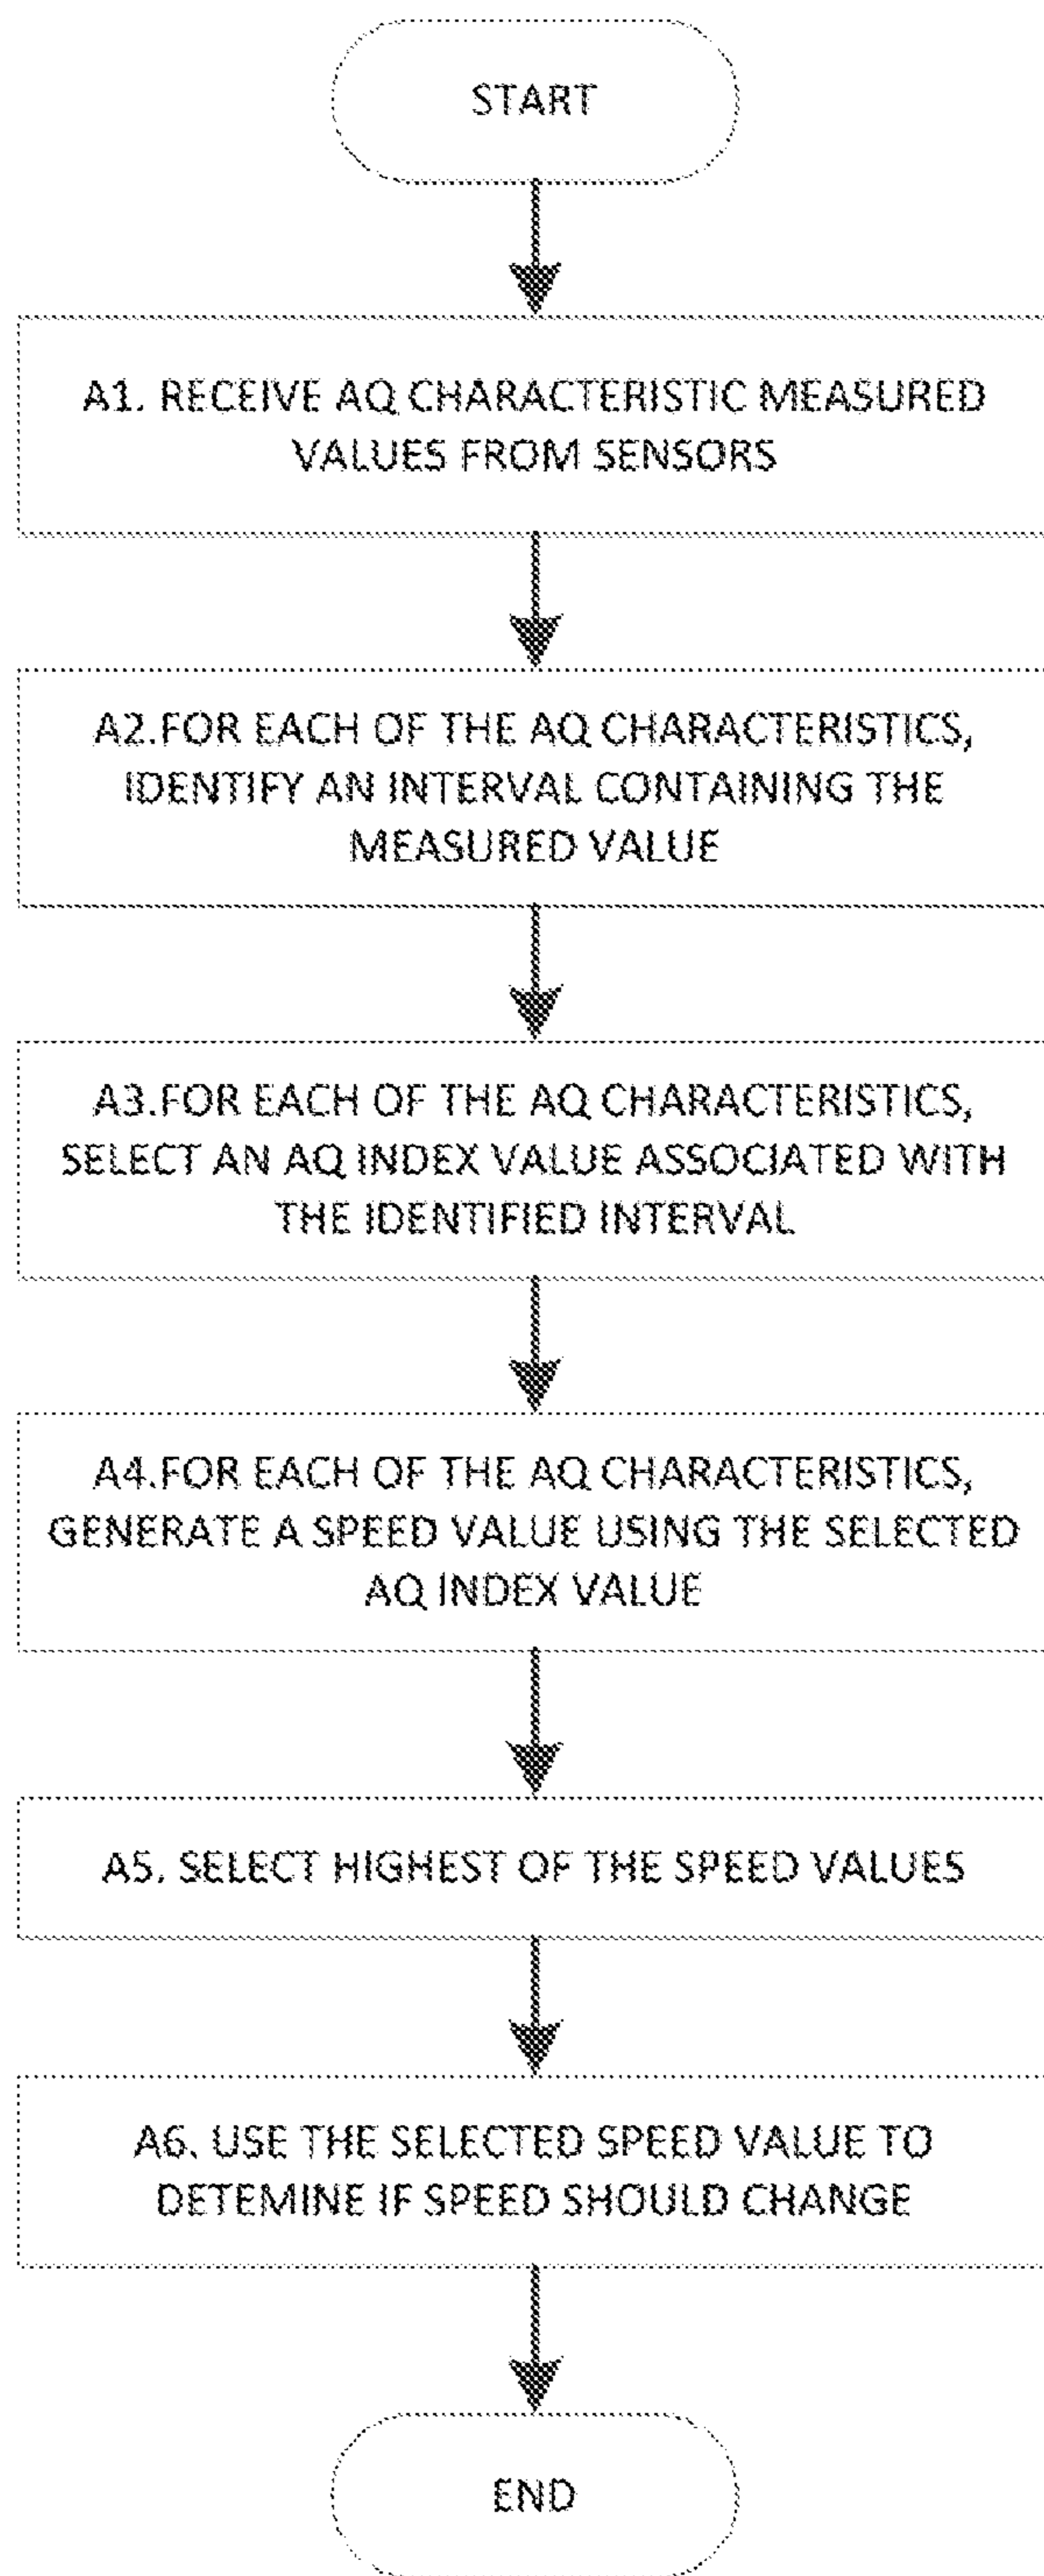 START
A1. RECEIVE AQ CHARACTERISTIC MEASURED
VALUES FROM SENSORS
A2.FOR EACH OF THE AQ CHARACTERISTICS,
IDENTIFY AN INTERVAL CONTAINING THE
MEASURED VALUE
A3.FOR EACH OF THE AQ CHARACTERISTICS,
SELECT AN AQ INDEX VALUE ASSOCIATED WITH
THE IDENTIFIED INTERVAL
A4.FOR EACH OF THE AQ CHARACTERISTICS,
GENERATE A SPEED VALUE USING THE SELECTED
AQ INDEX VALUE
A5. SELECT HIGHEST OF THE SPEED VALUES
A6. USE THE SELECTED SPEED VALUE TO
DETEMINE IF SPEED SHOULD CHANGE
END